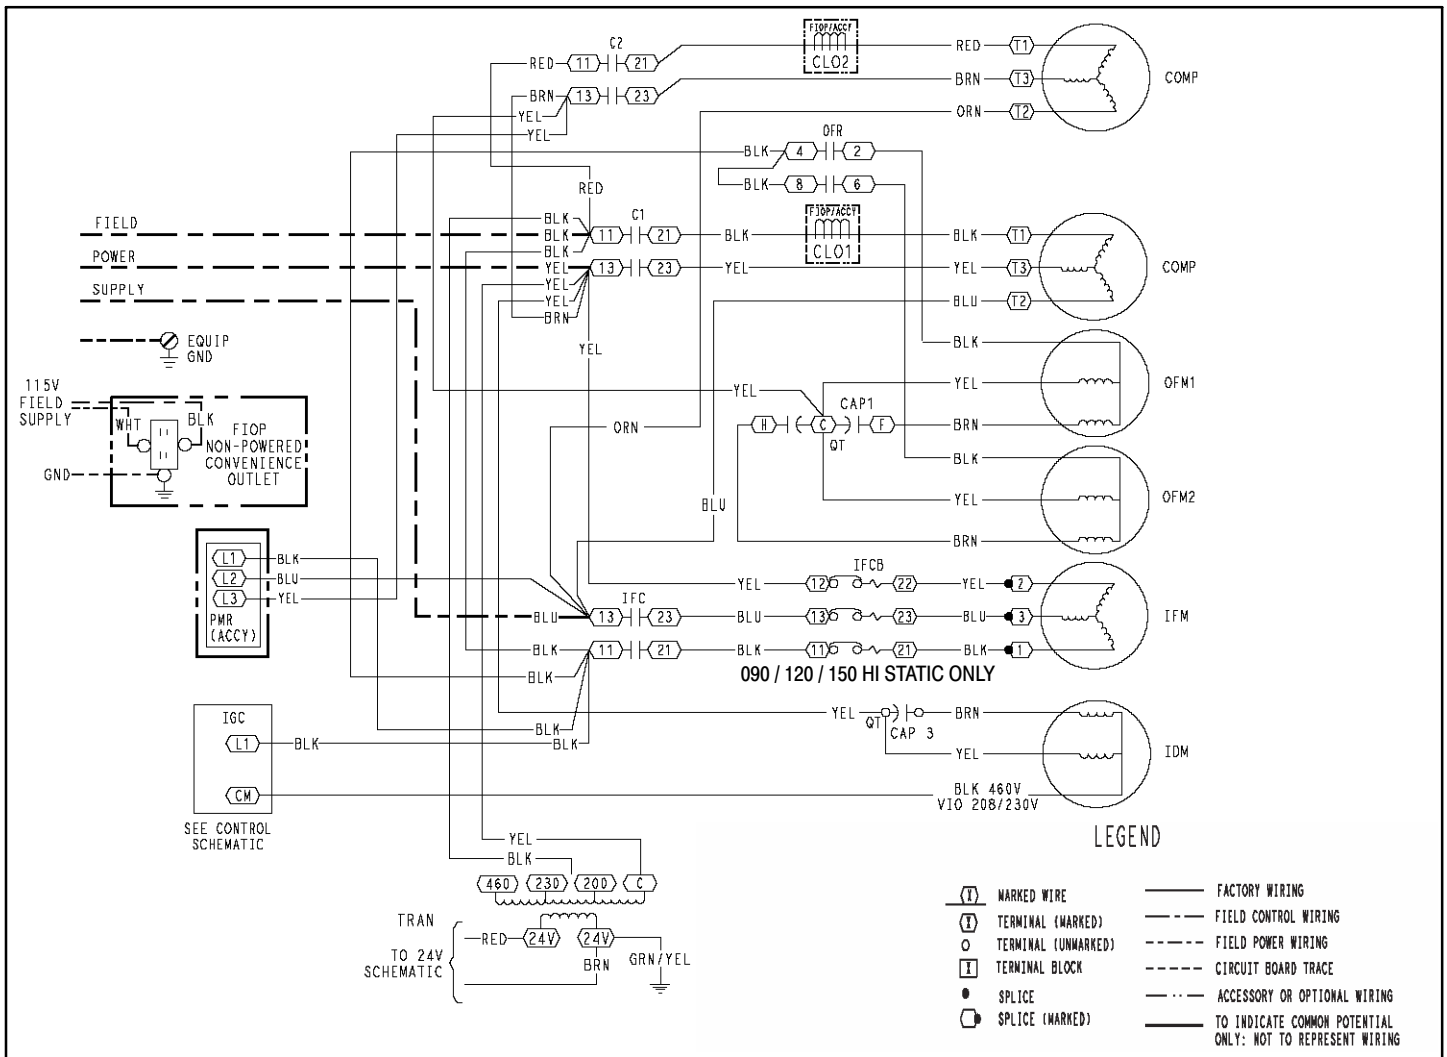 FIOP/ACCY
CLO2
C2
RED 11 21
RED T1
BRN 13 23
BRN T3
COMP
YEL
YEL
ORN T2
OFR
BLK 4 2
BLK 8 6
RED
FIELD
BLK
BLK
BLK
C1
11 21
BLK
FIOP/ACCY
CLO1
BLK T1
POWER
YEL
YEL
YEL
BRN
13 23
YEL
YEL T3
COMP
SUPPLY
BLU T2
EQUIP
GND
YEL
BLK
115V
FIELD
SUPPLY
WHT
BLK
FIOP
NON-POWERED
CONVENIENCE
OUTLET
GND
YEL
YEL
OFM1
CAP1
H C F
QT
BRN
ORN
BLK
BLU
YEL
OFM2
BRN
L1 BLK
L2 BLU
L3 YEL
PMR
(ACCY)
IFCB
YEL 12 22 YEL 2
IFC
BLU 13 23 BLU 13 23 BLU 3
IFM
BLK 11 21 BLK 11 21 BLK 1
090 / 120 / 150 HI STATIC ONLY
BLK
IGC
L1 BLK
BLK
BLK
YEL
QT
CAP 3
BRN
YEL
IDM
CM
BLK 460V
VIO 208/230V
SEE CONTROL
SCHEMATIC
YEL
BLK
460 230 200 C
TRAN
RED 24V 24V
TO 24V
SCHEMATIC
BRN
GRN/YEL
LEGEND
X MARKED WIRE
X TERMINAL (MARKED)
TERMINAL (UNMARKED)
X TERMINAL BLOCK
SPLICE
SPLICE (MARKED)
FACTORY WIRING
FIELD CONTROL WIRING
FIELD POWER WIRING
CIRCUIT BOARD TRACE
ACCESSORY OR OPTIONAL WIRING
TO INDICATE COMMON POTENTIAL
ONLY: NOT TO REPRESENT WIRING